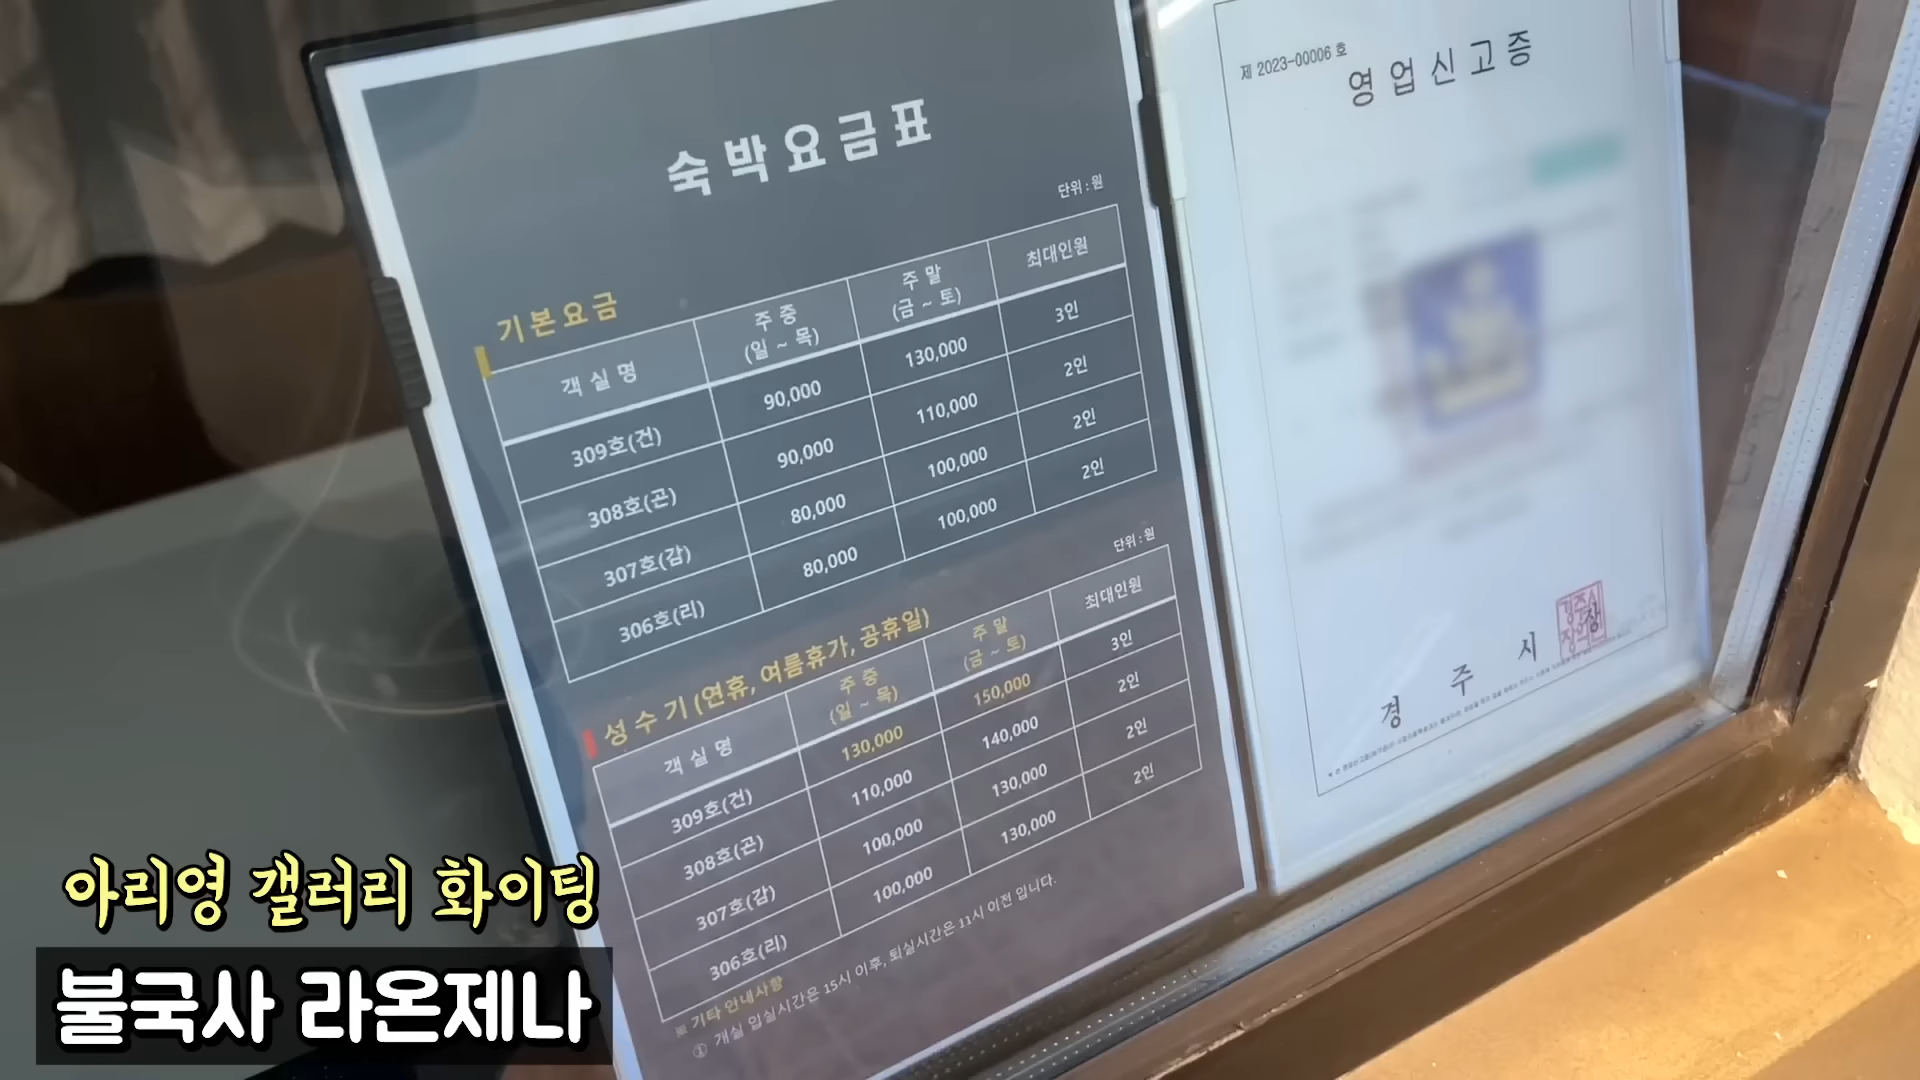 숙박요금표
단위 : 원
기본요금
객실명 주중 (일 ~ 목) 주말 (금 ~ 토) 최대인원
309호(건) 90,000 130,000 3인
308호(곤) 90,000 110,000 2인
307호(감) 80,000 100,000 2인
306호(리) 80,000 100,000 2인
단위 : 원
성수기 (연휴, 여름휴가, 공휴일)
객실명 주중 (일 ~ 목) 주말 (금 ~ 토) 최대인원
309호(건) 130,000 150,000 3인
308호(곤) 110,000 140,000 2인
307호(감) 100,000 130,000 2인
306호(리) 100,000 130,000 2인
※ 기타 안내사항
① 객실 입실시간은 15시 이후, 퇴실시간은 11시 이전 입니다.
제 2023-00006 호
영업신고증
경주시장
아리영 갤러리 화이팅
불국사 라온제나